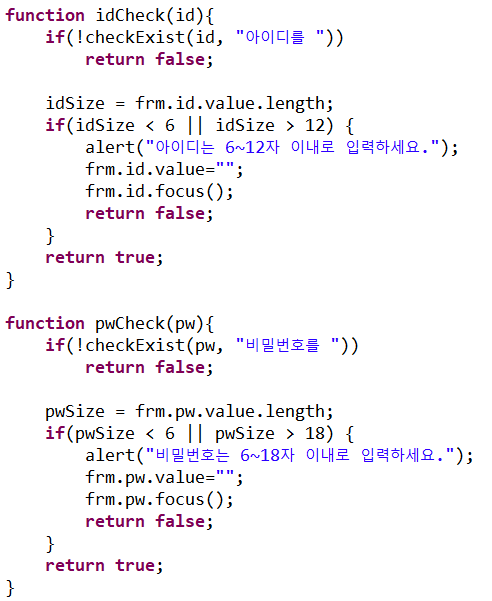 function idCheck(id){
    if(!checkExist(id, "아이디를 "))
        return false;

    idSize = frm.id.value.length;
    if(idSize < 6 || idSize > 12) {
        alert("아이디는 6~12자 이내로 입력하세요.");
        frm.id.value="";
        frm.id.focus();
        return false;
    }
    return true;
}

function pwCheck(pw){
    if(!checkExist(pw, "비밀번호를 "))
        return false;

    pwSize = frm.pw.value.length;
    if(pwSize < 6 || pwSize > 18) {
        alert("비밀번호는 6~18자 이내로 입력하세요.");
        frm.pw.value="";
        frm.pw.focus();
        return false;
    }
    return true;
}